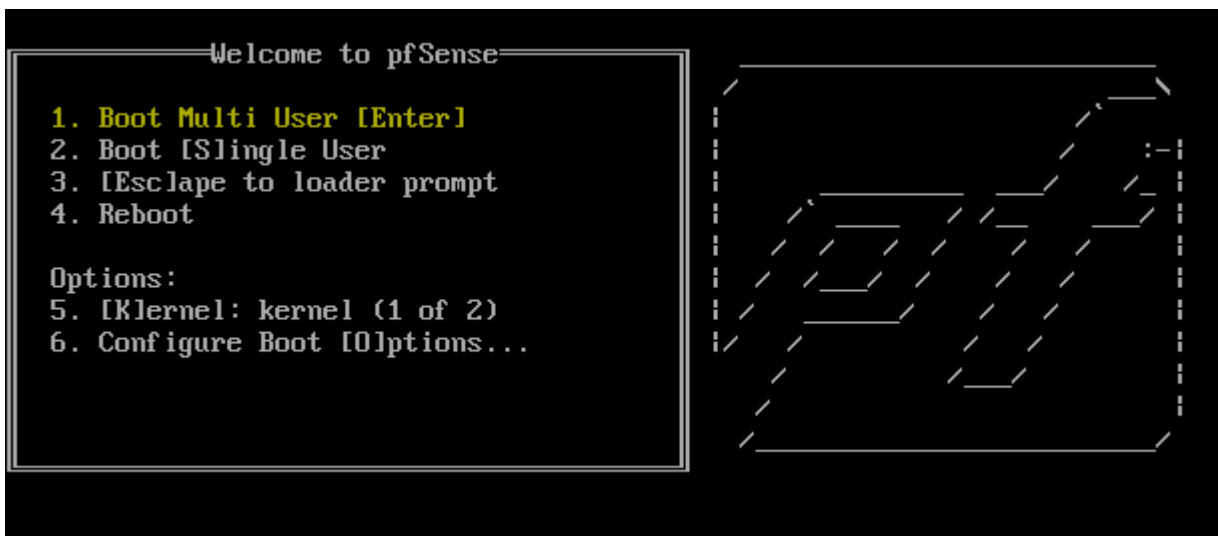 Welcome to pfSense
1. Boot Multi User [Enter]
2. Boot [S]ingle User
3. [Esc]ape to loader prompt
4. Reboot
Options:
5. [K]ernel: kernel (1 of 2)
6. Configure Boot [O]ptions...